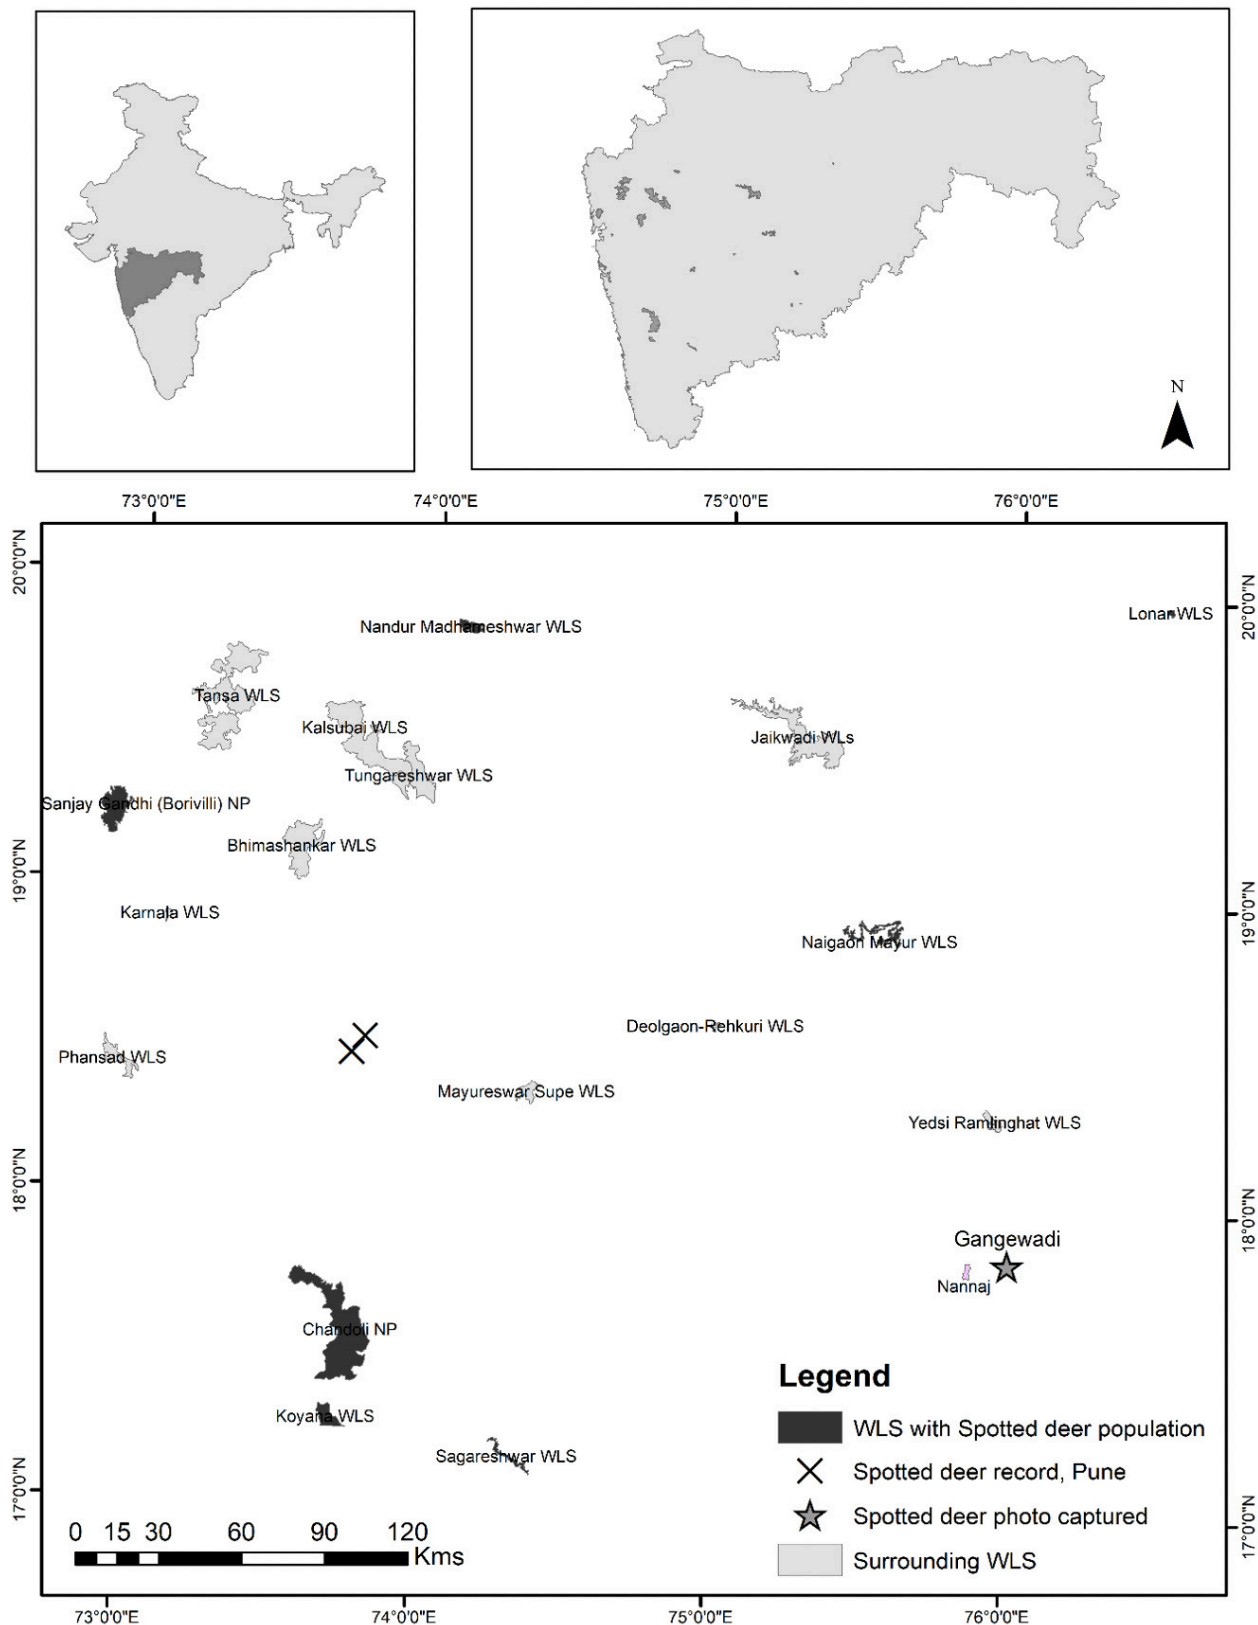 N
73°0'0"E
74°0'0"E
75°0'0"E
76°0'0"E
20°0'0"N
20°0'0"N
Lonar WLS
Nandur Madhameshwar WLS
Tansa WLS
Kalsubai WLS
Jaikwadi WLs
Tungareshwar WLS
Sanjay Gandhi (Borivilli) NP
Bhimashankar WLS
19°0'0"N
19°0'0"N
Karnala WLS
Naigaon Mayur WLS
Deolgaon-Rehkuri WLS
Phansad WLS
Mayureswar Supe WLS
Yedsi Ramlinghat WLS
18°0'0"N
18°0'0"N
Gangewadi
Nannaj
Chandoli NP
Koyana WLS
Sagareshwar WLS
17°0'0"N
17°0'0"N
Legend
WLS with Spotted deer population
Spotted deer record, Pune
Spotted deer photo captured
Surrounding WLS
0 15 30 60 90 120
Kms
73°0'0"E
74°0'0"E
75°0'0"E
76°0'0"E